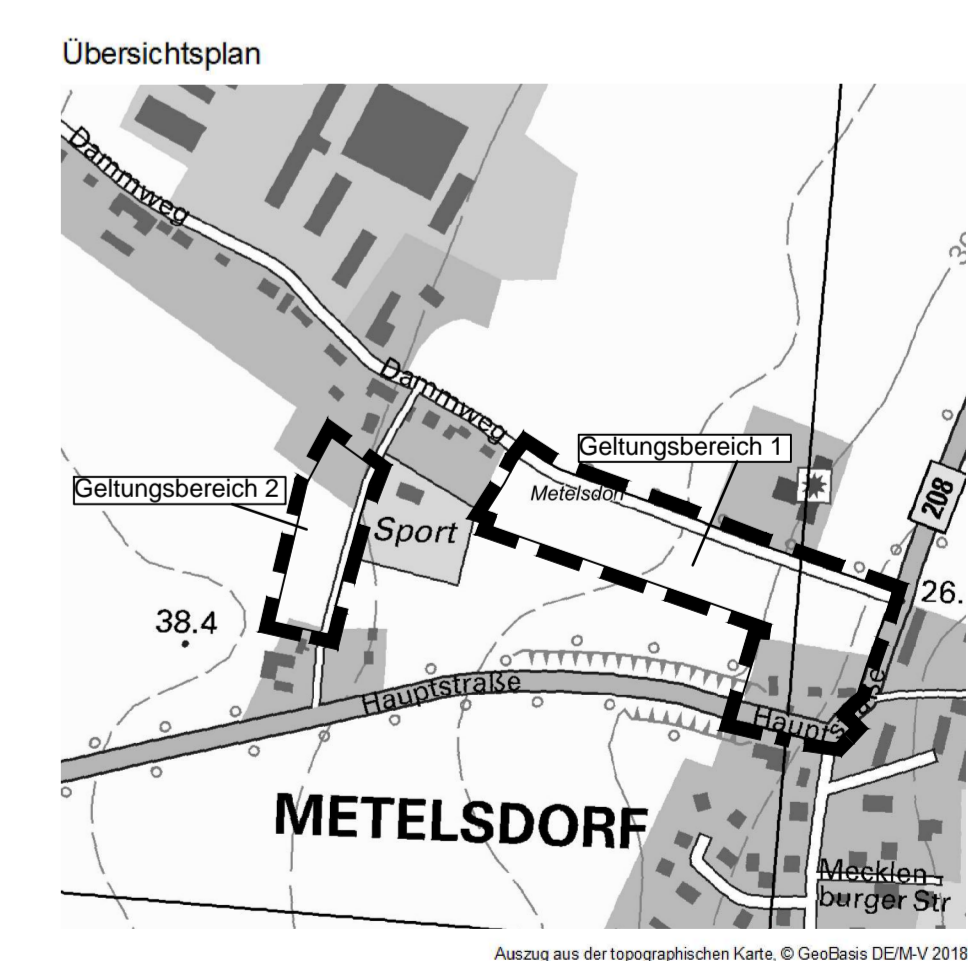 Übersichtsplan
Dammweg
Dammweg
Geltungsbereich 1
Geltungsbereich 2
Metelsdorf
208
Sport
26.
38.4
Hauptstraße
METELSDORF
Mecklen
burger Str
Auszug aus der topographischen Karte, © GeoBasis DE/M-V 2018